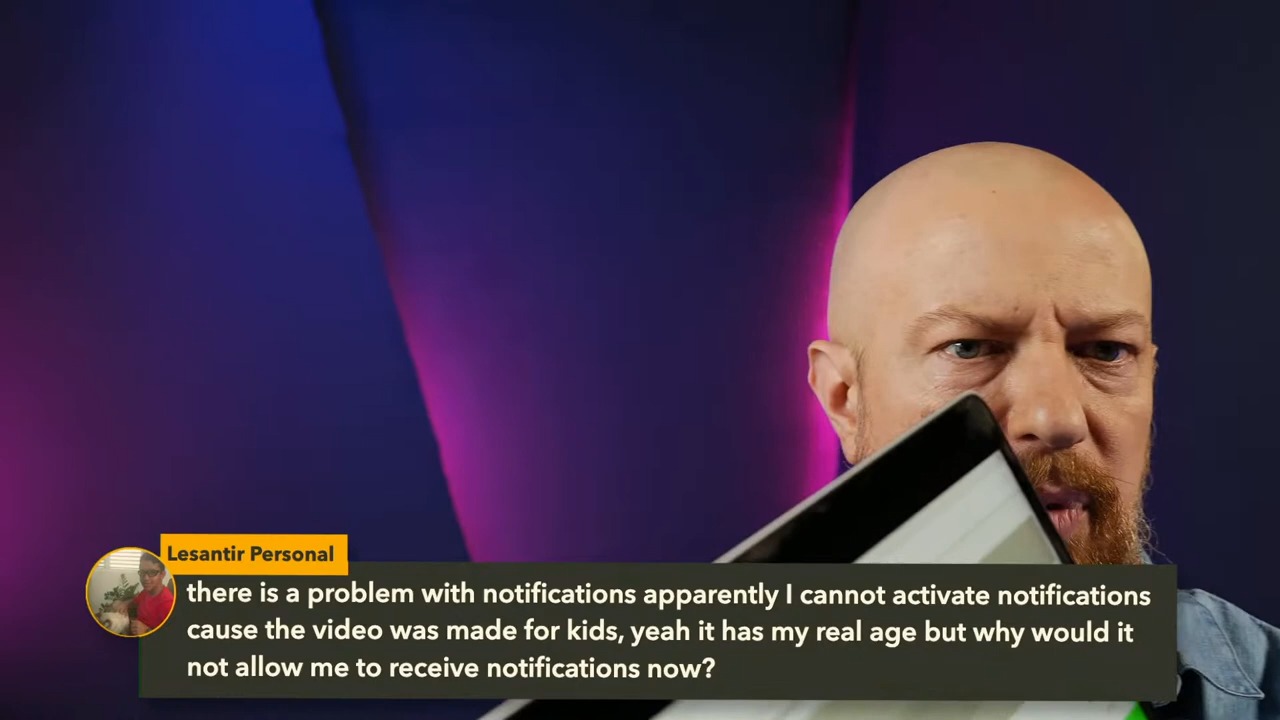 Lesantir Personal
there is a problem with notifications apparently I cannot activate notifications
cause the video was made for kids, yeah it has my real age but why would it
not allow me to receive notifications now?